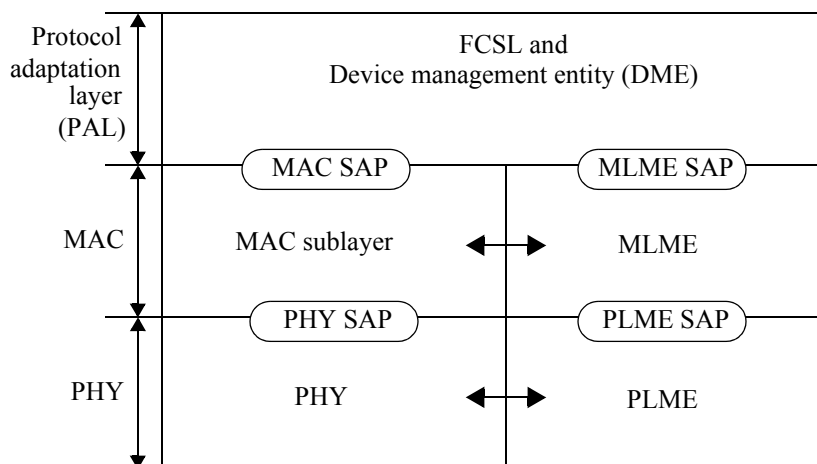 Protocol
adaptation
layer
(PAL)
FCSL and
Device management entity (DME)
MAC SAP
MLME SAP
MAC
MAC sublayer
MLME
PHY SAP
PLME SAP
PHY
PHY
PLME